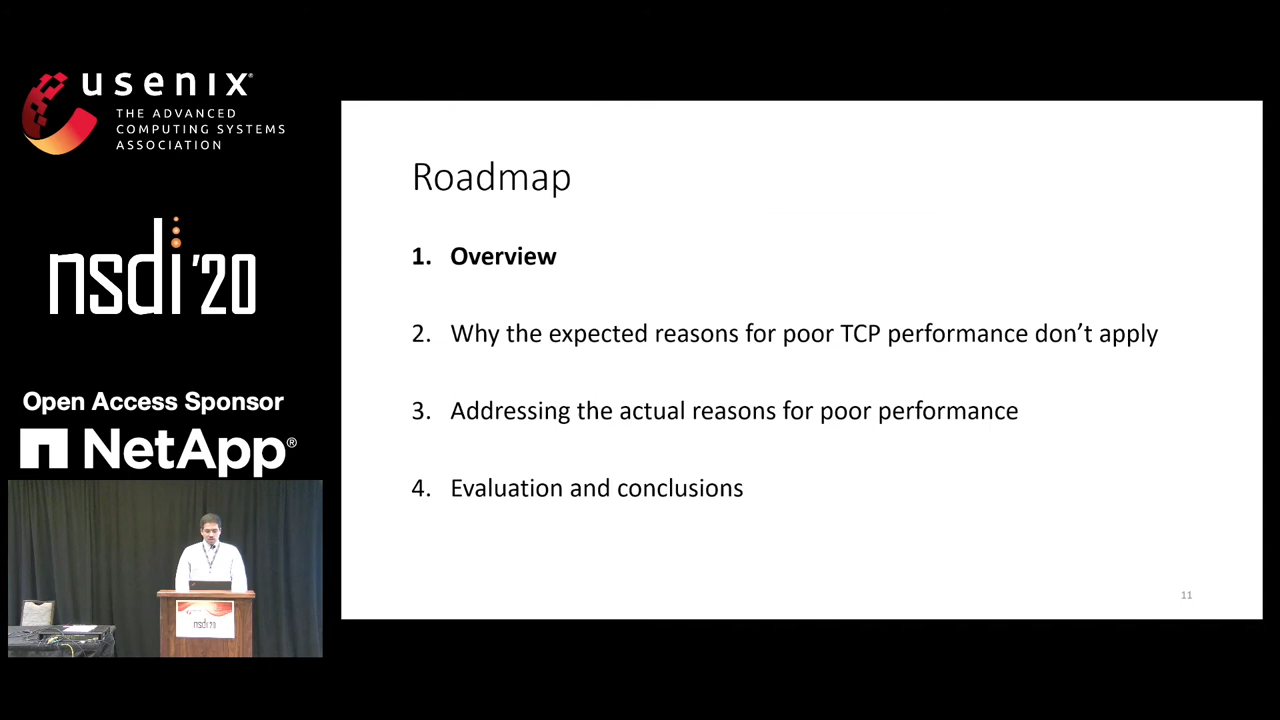 usenix®
THE ADVANCED
COMPUTING SYSTEMS
ASSOCIATION
nsdi '20
Open Access Sponsor
NetApp®
nsdi '20
Roadmap
1. Overview
2. Why the expected reasons for poor TCP performance don’t apply
3. Addressing the actual reasons for poor performance
4. Evaluation and conclusions
11